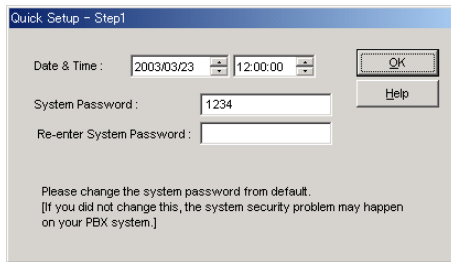 Quick Setup - Step1
Date & Time : 2003/03/23 12:00:00 OK
Help
System Password : 1234
Re-enter System Password :
Please change the system password from default.
[If you did not change this, the system security problem may happen
on your PBX system.]